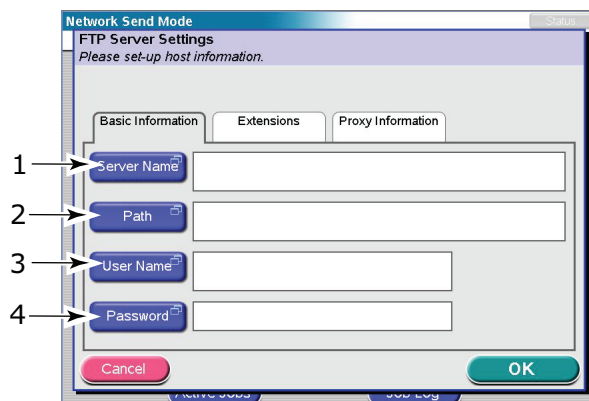 Network Send Mode
Status
FTP Server Settings
Please set-up host information.
Basic Information
Extensions
Proxy Information
1
Server Name
2
Path
3
User Name
4
Password
Cancel
OK
Active Jobs
Job Log